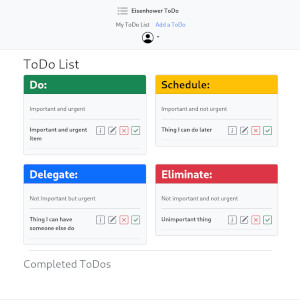 Eisenhower ToDo
My ToDo List Add a ToDo
ToDo List
Do:
Important and urgent
Important and urgent
item
Schedule:
Important and not urgent
Thing I can do later
Delegate:
Not important but urgent
Thing I can have
someone else do
Eliminate:
Not important and not urgent
Unimportant thing
Completed ToDos